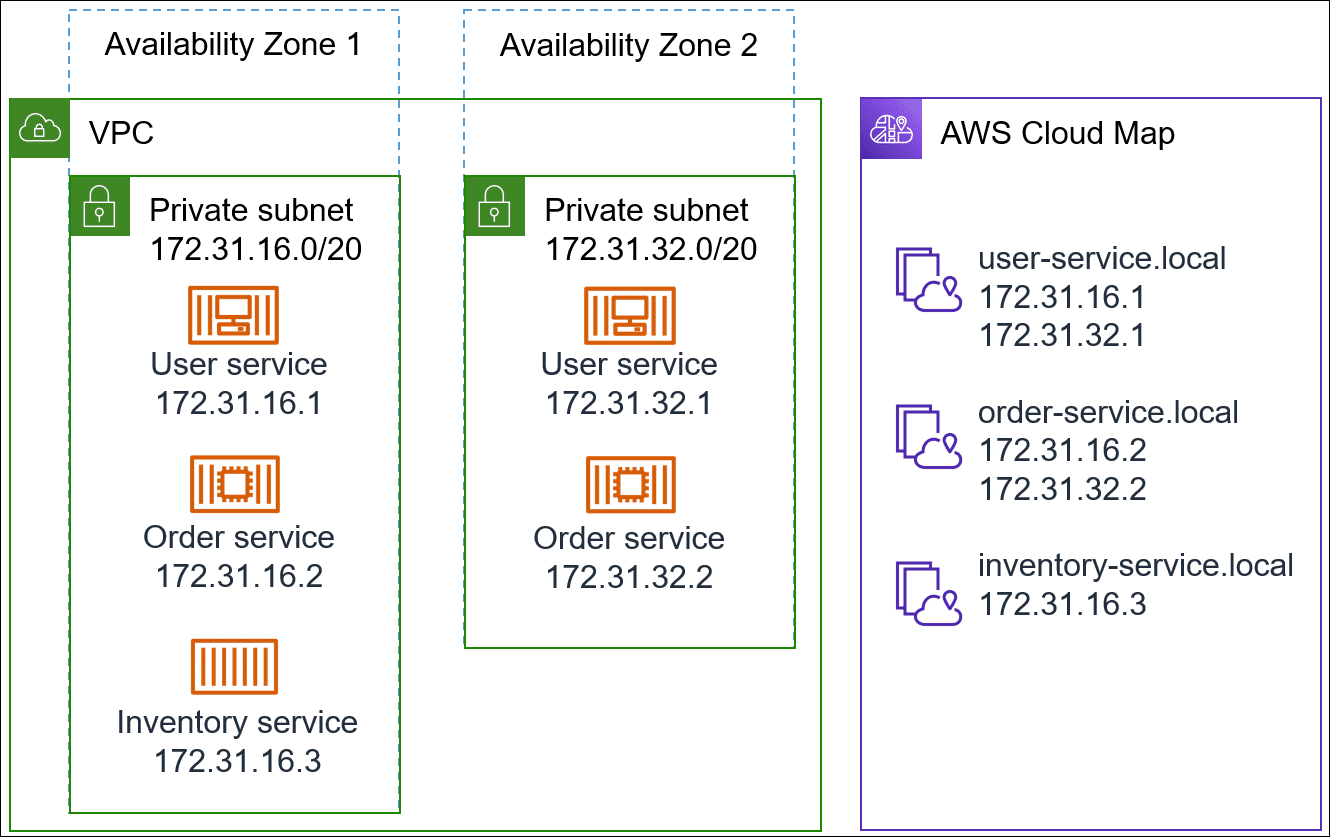 Availability Zone 1
Availability Zone 2
VPC
Private subnet
172.31.16.0/20
User service
172.31.16.1
Order service
172.31.16.2
Inventory service
172.31.16.3
Private subnet
172.31.32.0/20
User service
172.31.32.1
Order service
172.31.32.2
AWS Cloud Map
user-service.local
172.31.16.1
172.31.32.1
order-service.local
172.31.16.2
172.31.32.2
inventory-service.local
172.31.16.3